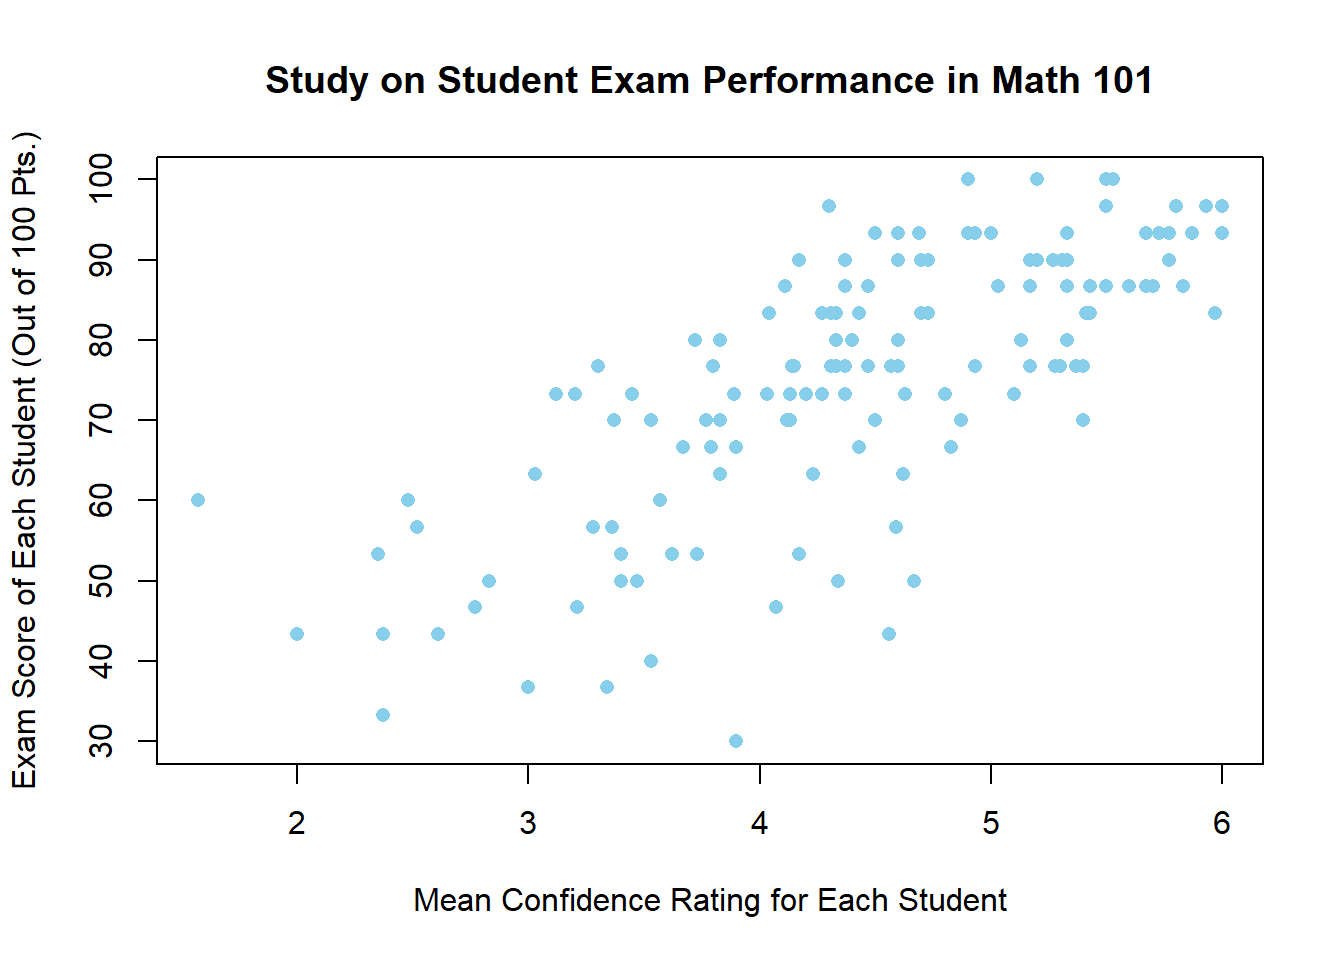 Study on Student Exam Performance in Math 101
Exam Score of Each Student (Out of 100 Pts.)
100
90
80
70
60
50
40
30
2 3 4 5 6
Mean Confidence Rating for Each Student